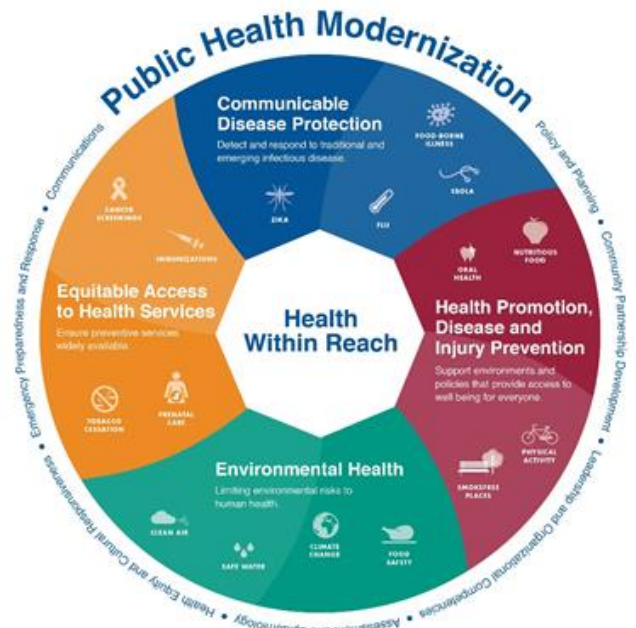 Public Health Modernization
Communications
Policy and Planning
Communicable
Disease Protection
Detect and respond to traditional and
emerging infectious disease.
FOOD-BORNE
ILLNESS
EBOLA
ZIKA
FLU
CANCER
SCREENINGS
IMMUNIZATIONS
Equitable Access
to Health Services
Ensure preventive services
widely available.
TOBACCO
CESSATION
PRENATAL
CARE
Health
Within Reach
ORAL
HEALTH
NUTRITIOUS
FOOD
Health Promotion,
Disease and
Injury Prevention
Support environments and
policies that provide access to
well being for everyone.
PHYSICAL
ACTIVITY
SMOKEFREE
PLACES
Environmental Health
Limiting environmental risks to
human health.
CLEAN AIR
SAFE WATER
CLIMATE
CHANGE
FOOD
SAFETY
Community Partnership Development
Leadership and Organizational Competencies
Health Equity and Cultural Responsiveness
Emergency Preparedness and Response